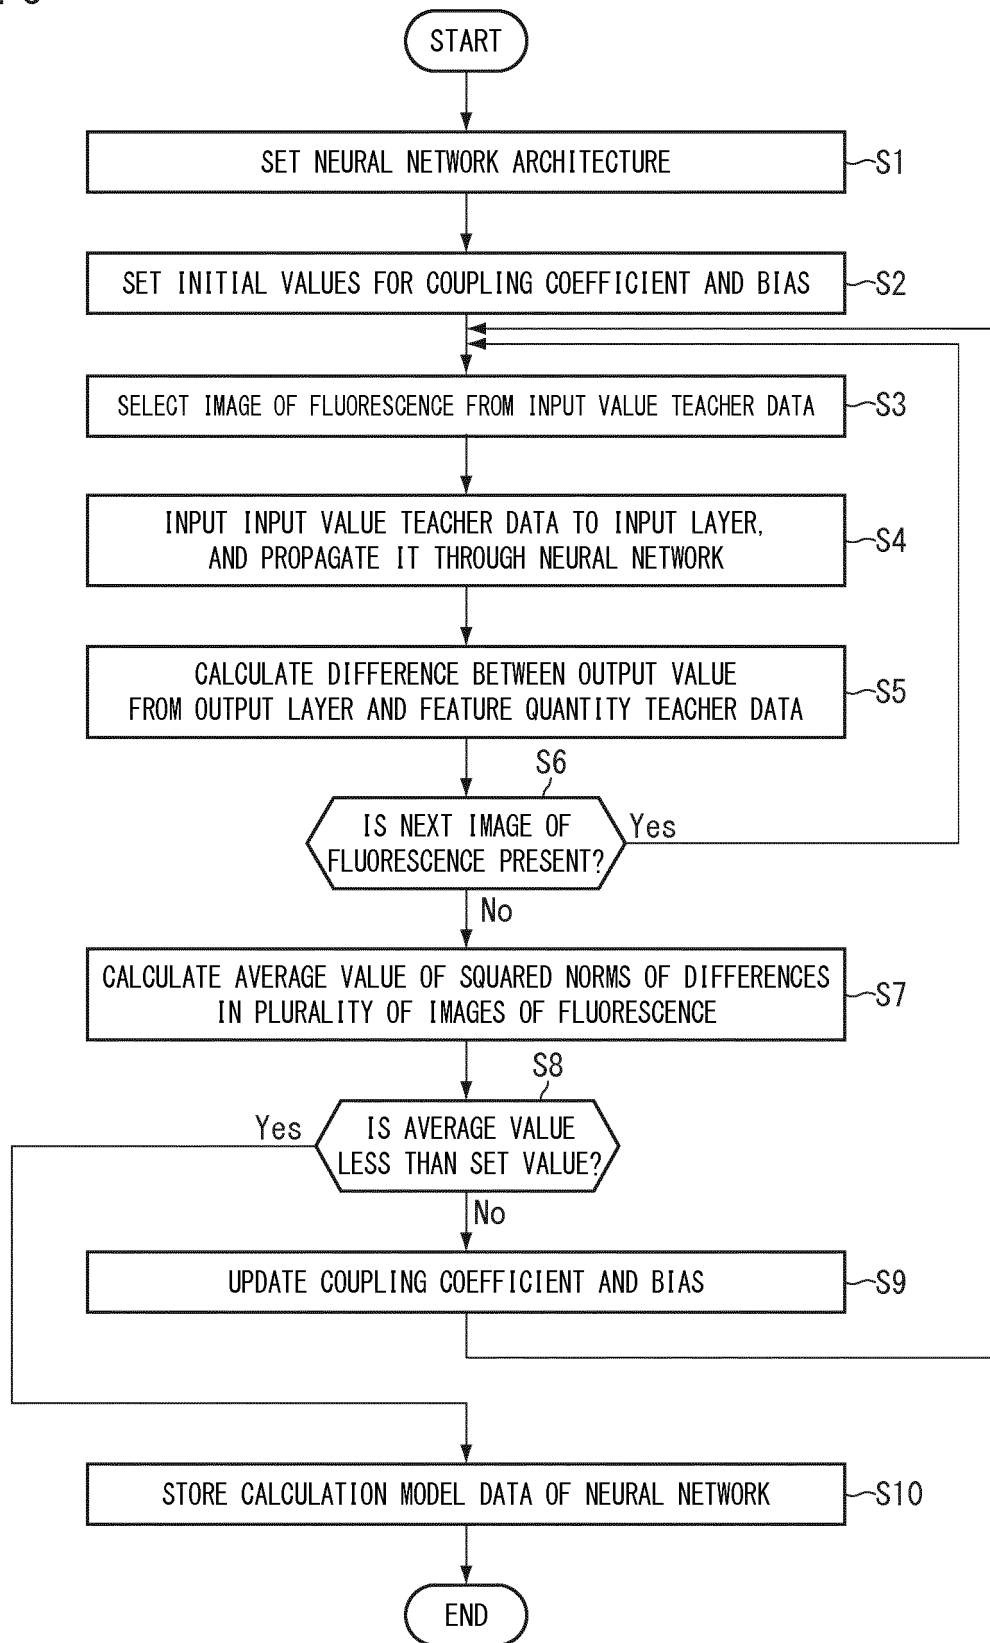 START
SET NEURAL NETWORK ARCHITECTURE
S1
SET INITIAL VALUES FOR COUPLING COEFFICIENT AND BIAS
S2
SELECT IMAGE OF FLUORESCENCE FROM INPUT VALUE TEACHER DATA
S3
INPUT INPUT VALUE TEACHER DATA TO INPUT LAYER,
AND PROPAGATE IT THROUGH NEURAL NETWORK
S4
CALCULATE DIFFERENCE BETWEEN OUTPUT VALUE
FROM OUTPUT LAYER AND FEATURE QUANTITY TEACHER DATA
S5
S6
IS NEXT IMAGE OF
FLUORESCENCE PRESENT?
Yes
No
CALCULATE AVERAGE VALUE OF SQUARED NORMS OF DIFFERENCES
IN PLURALITY OF IMAGES OF FLUORESCENCE
S7
S8
Yes
IS AVERAGE VALUE
LESS THAN SET VALUE?
No
UPDATE COUPLING COEFFICIENT AND BIAS
S9
STORE CALCULATION MODEL DATA OF NEURAL NETWORK
S10
END